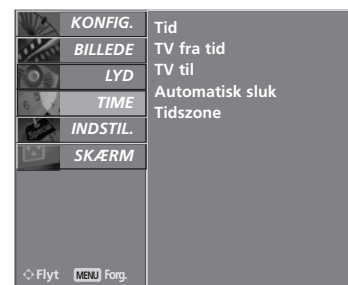 KONFIG.
BILLEDE
LYD
TIME
INDSTIL.
SKÆRM
Tid
TV fra tid
TV til
Automatisk sluk
Tidszone
Flyt MENU Forg.